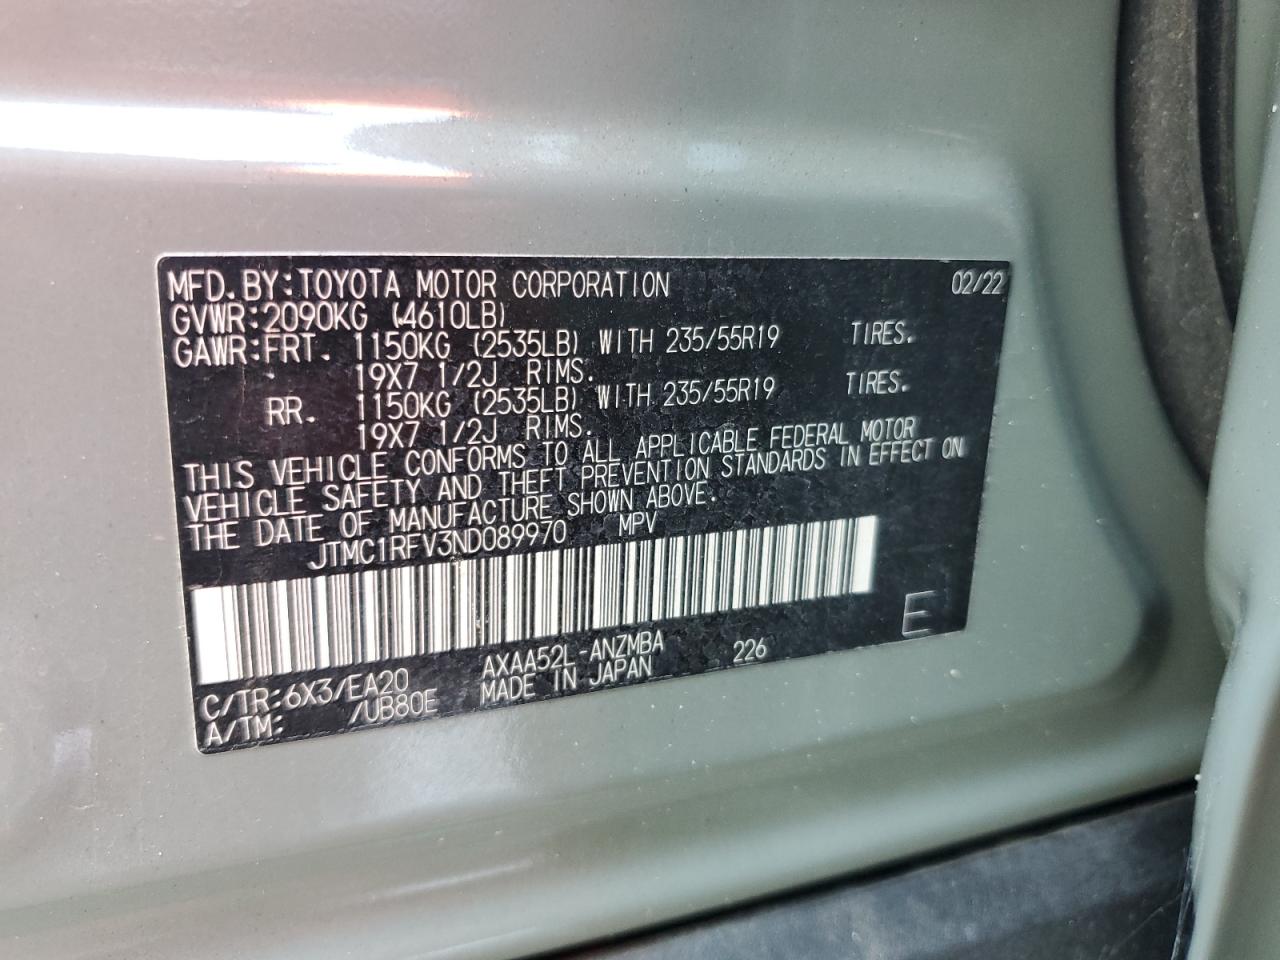 MFD. BY: TOYOTA MOTOR CORPORATION 02/22
GVWR: 2090KG (4610LB)
GAWR: FRT. 1150KG (2535LB) WITH 235/55R19 TIRES.
19X7 1/2J RIMS.
RR. 1150KG (2535LB) WITH 235/55R19 TIRES.
19X7 1/2J RIMS.
THIS VEHICLE CONFORMS TO ALL APPLICABLE FEDERAL MOTOR
VEHICLE SAFETY AND THEFT PREVENTION STANDARDS IN EFFECT ON
THE DATE OF MANUFACTURE SHOWN ABOVE.
JTMC1RFV3ND089970 MPV
E
C/TR: 6X3/EA20 AXAA52L-ANZMBA 226
A/TM: /UB80E MADE IN JAPAN